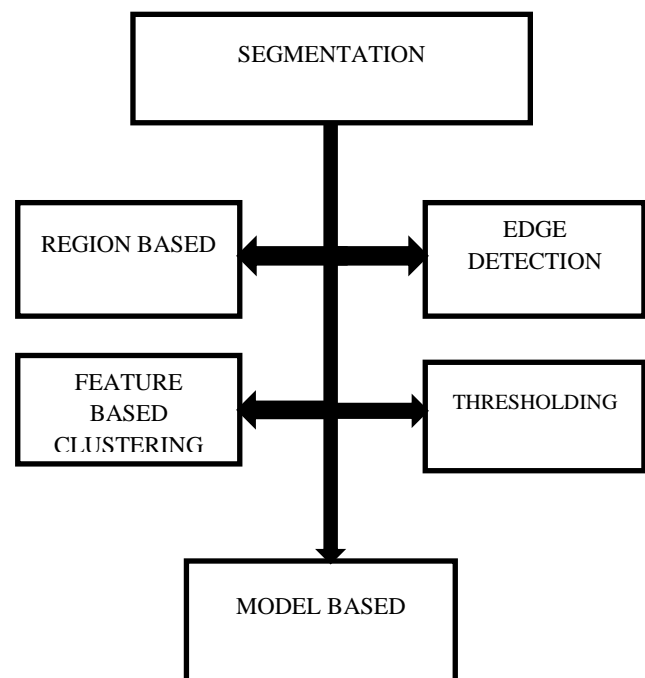 SEGMENTATION
REGION BASED
EDGE
DETECTION
FEATURE
BASED
CLUSTERING
THRESHOLDING
MODEL BASED